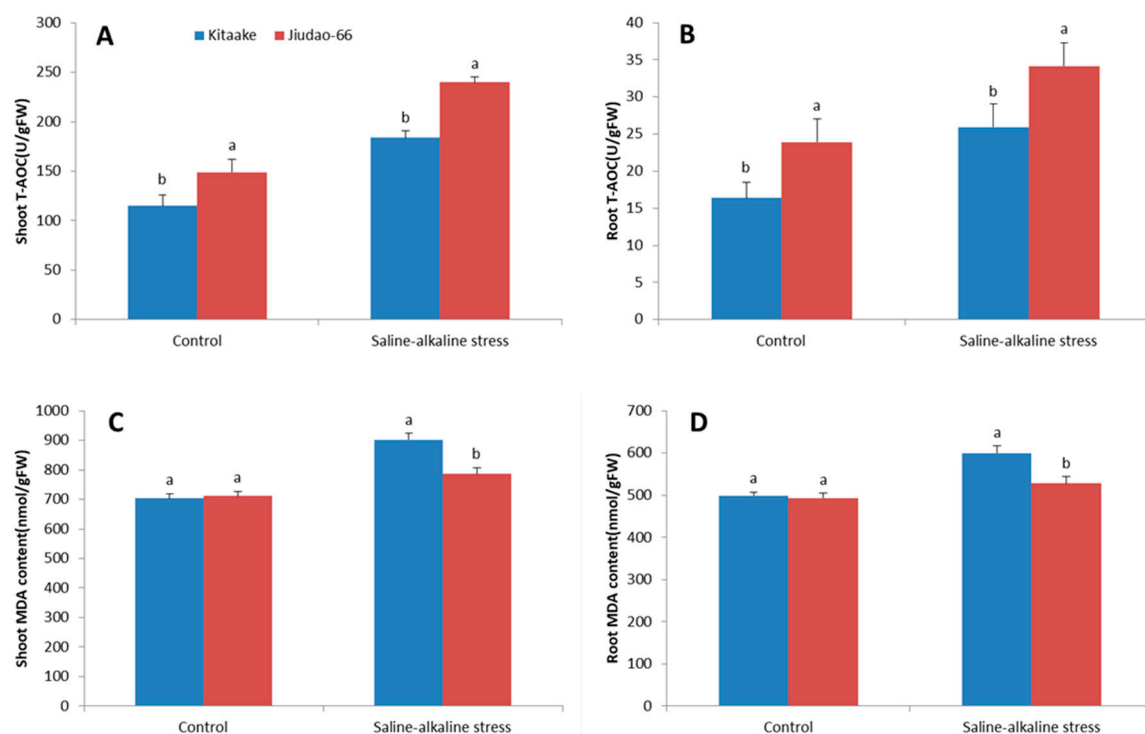 A
Kitaake
Jiudao-66
Shoot T-AOC(U/gFW)
300
250
200
150
100
50
0
b
a
b
a
Control
Saline-alkaline stress
B
Root T-AOC(U/gFW)
40
35
30
25
20
15
10
5
0
b
a
b
a
Control
Saline-alkaline stress
C
Shoot MDA content(nmol/gFW)
1000
900
800
700
600
500
400
300
200
100
0
a
a
a
b
Control
Saline-alkaline stress
D
Root MDA content(nmol/gFW)
700
600
500
400
300
200
100
0
a
a
a
b
Control
Saline-alkaline stress